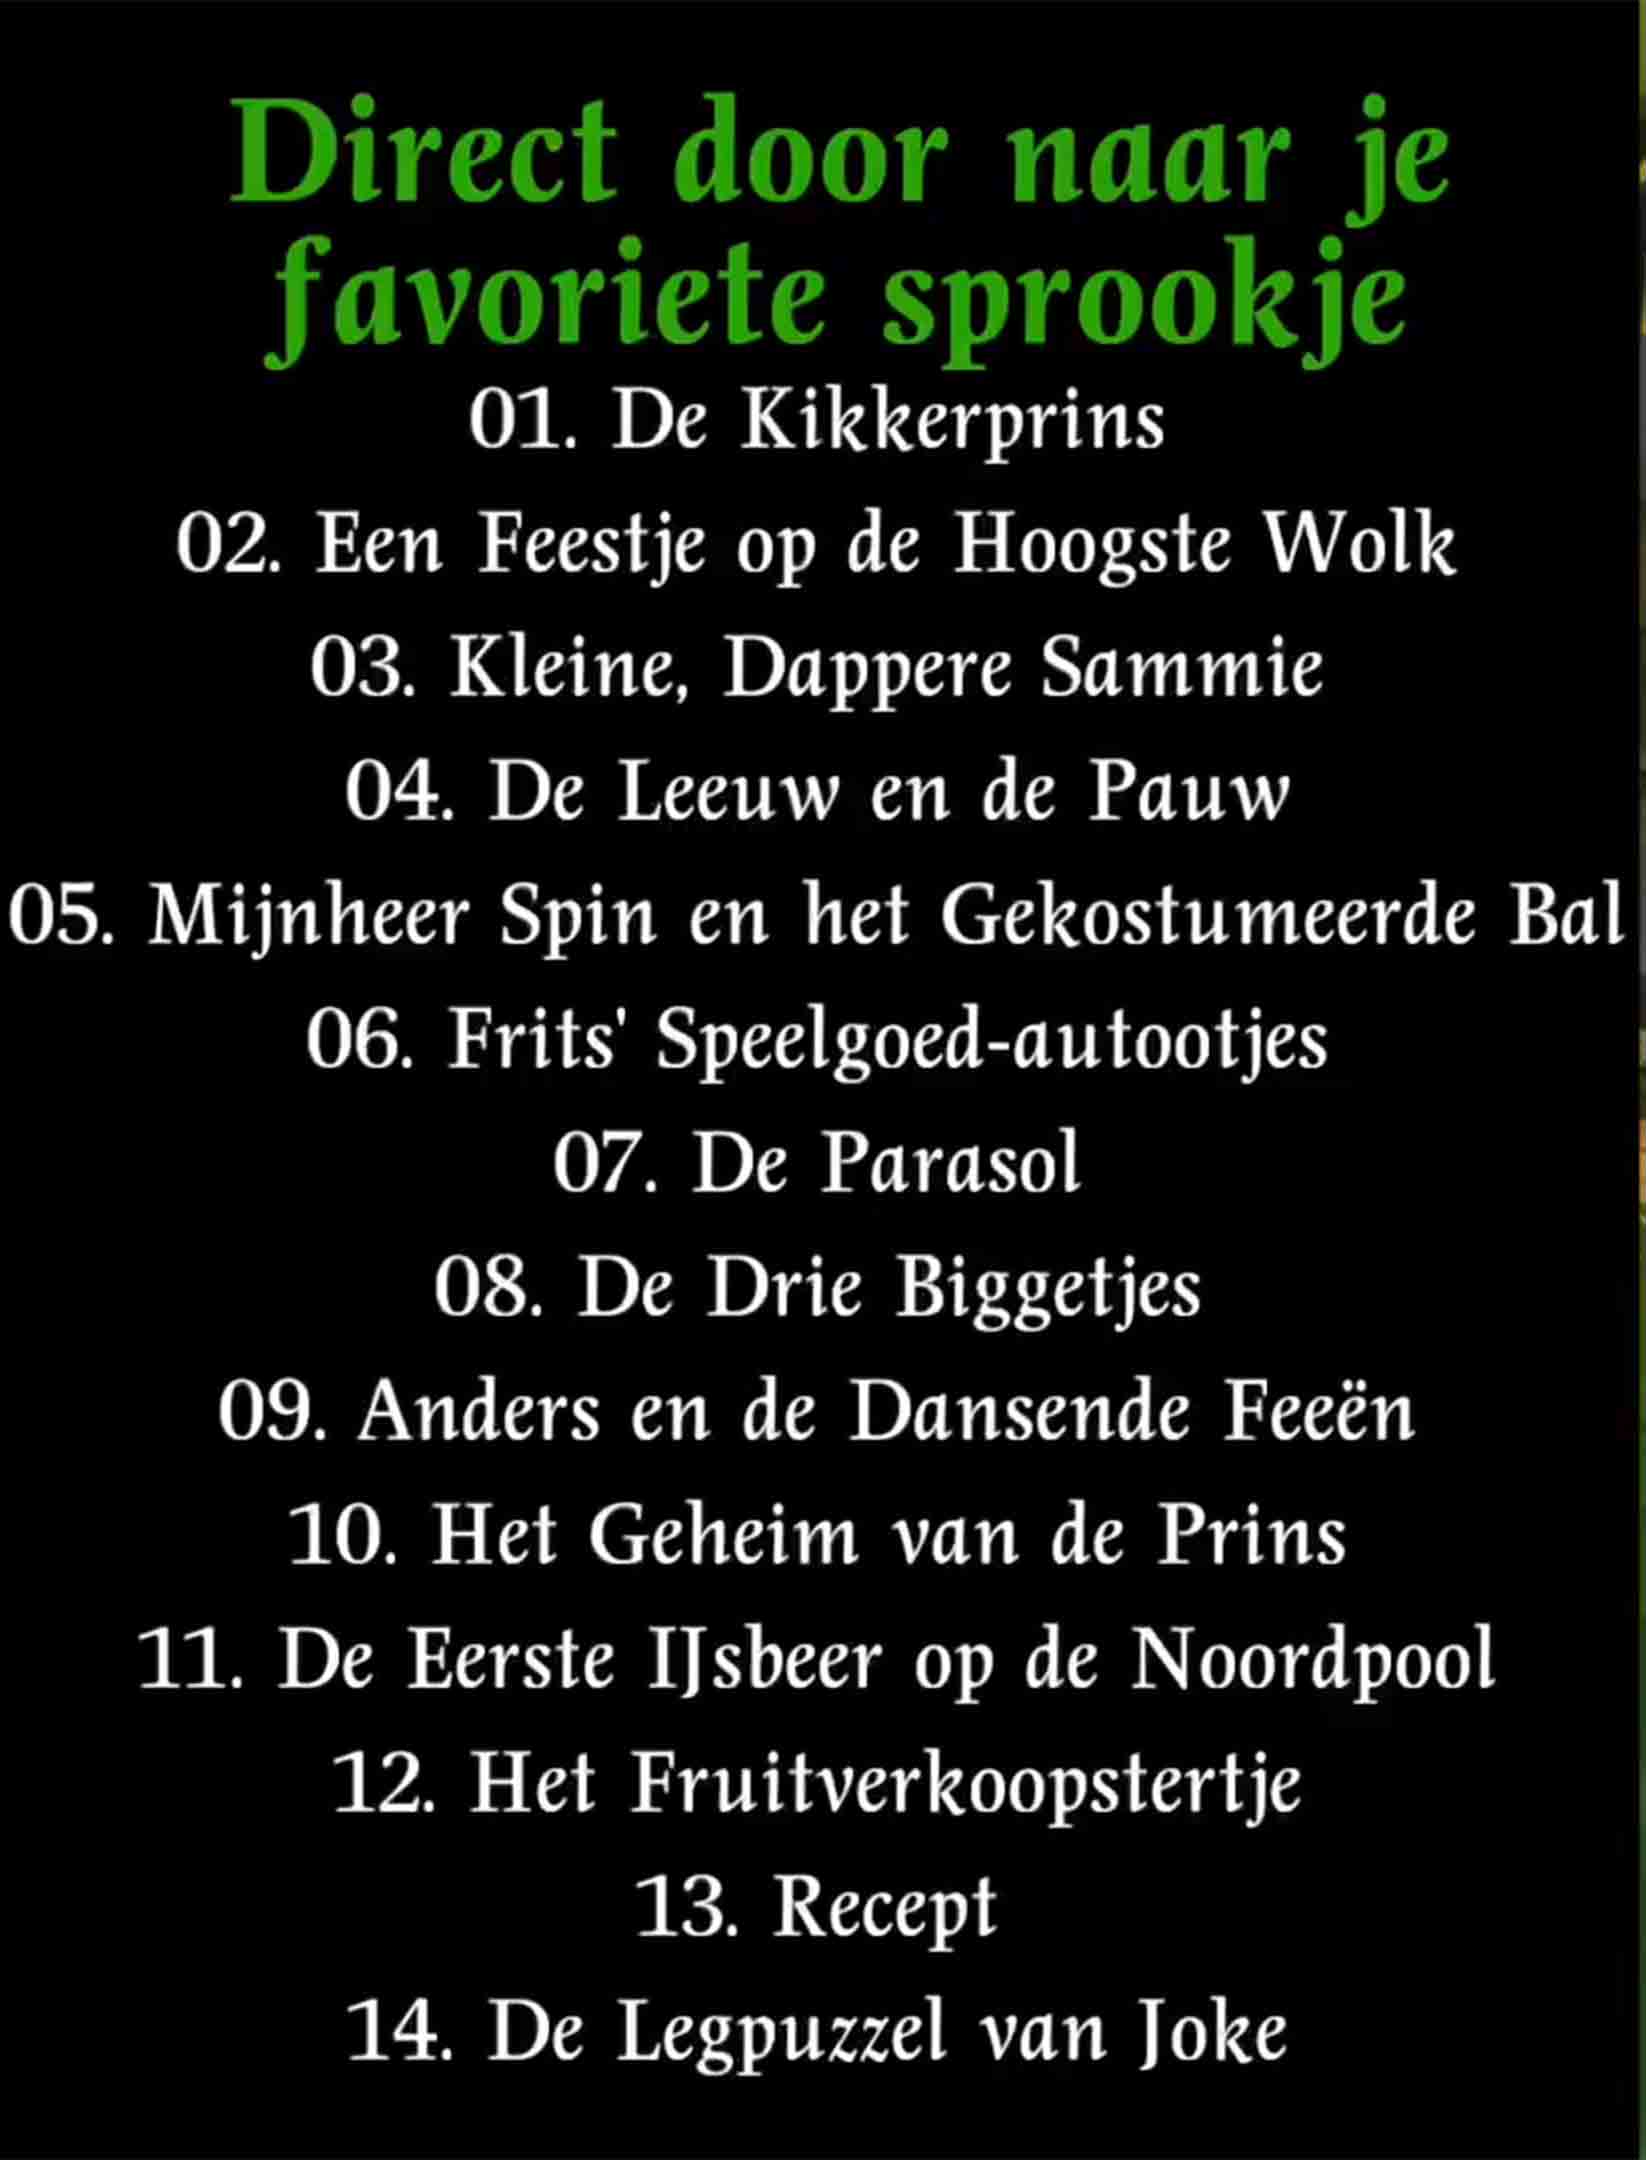 Direct door naar je
favoriete sprookje
01. De Kikkerprins
02. Een Feestje op de Hoogste Wolk
03. Kleine, Dappere Sammie
04. De Leeuw en de Pauw
05. Mijnheer Spin en het Gekostumeerde Bal
06. Frits' Speelgoed-autootjes
07. De Parasol
08. De Drie Biggetjes
09. Anders en de Dansende Feeën
10. Het Geheim van de Prins
11. De Eerste IJsbeer op de Noordpool
12. Het Fruitverkoopstertje
13. Recept
14. De Legpuzzel van Joke